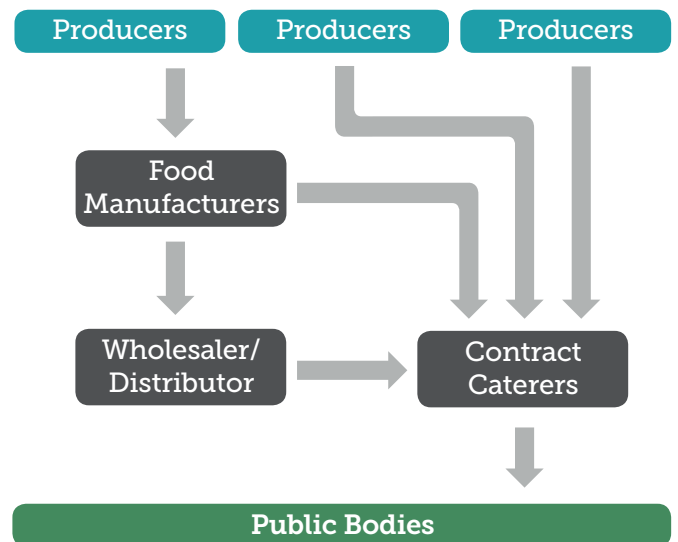 Producers
Producers
Producers
Food
Manufacturers
Wholesaler/
Distributor
Contract
Caterers
Public Bodies